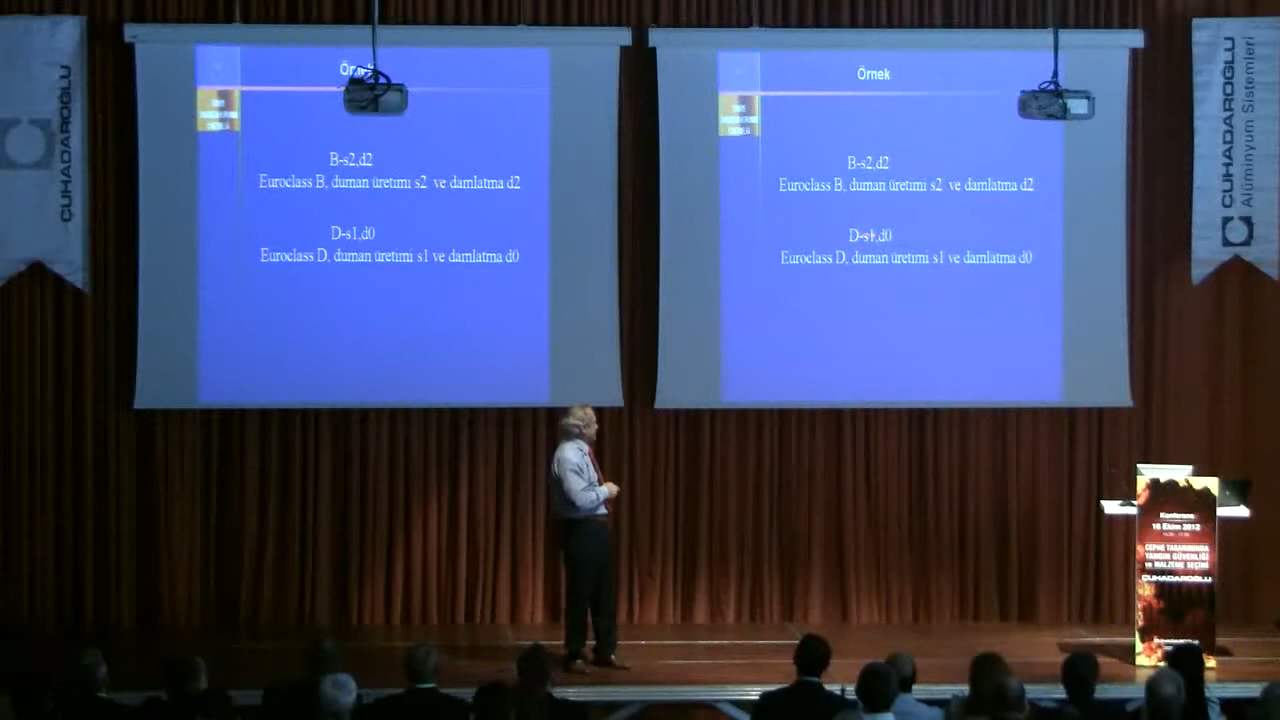 Örnek
B-s2,d2
Euroclass B, duman üretimi s2 ve damlatma d2
D-s1,d0
Euroclass D, duman üretimi s1 ve damlatma d0
Örnek
B-s2,d2
Euroclass B, duman üretimi s2 ve damlatma d2
D-s1,d0
Euroclass D, duman üretimi s1 ve damlatma d0
ÇUHADAROĞLU
ÇUHADAROĞLU
Alüminyum Sistemleri
Konferans
16 Ekim 2012
CEPHE TASARIMINDA
YANGIN GÜVENLİĞİ
ve MALZEME SEÇİMİ
ÇUHADAROĞLU